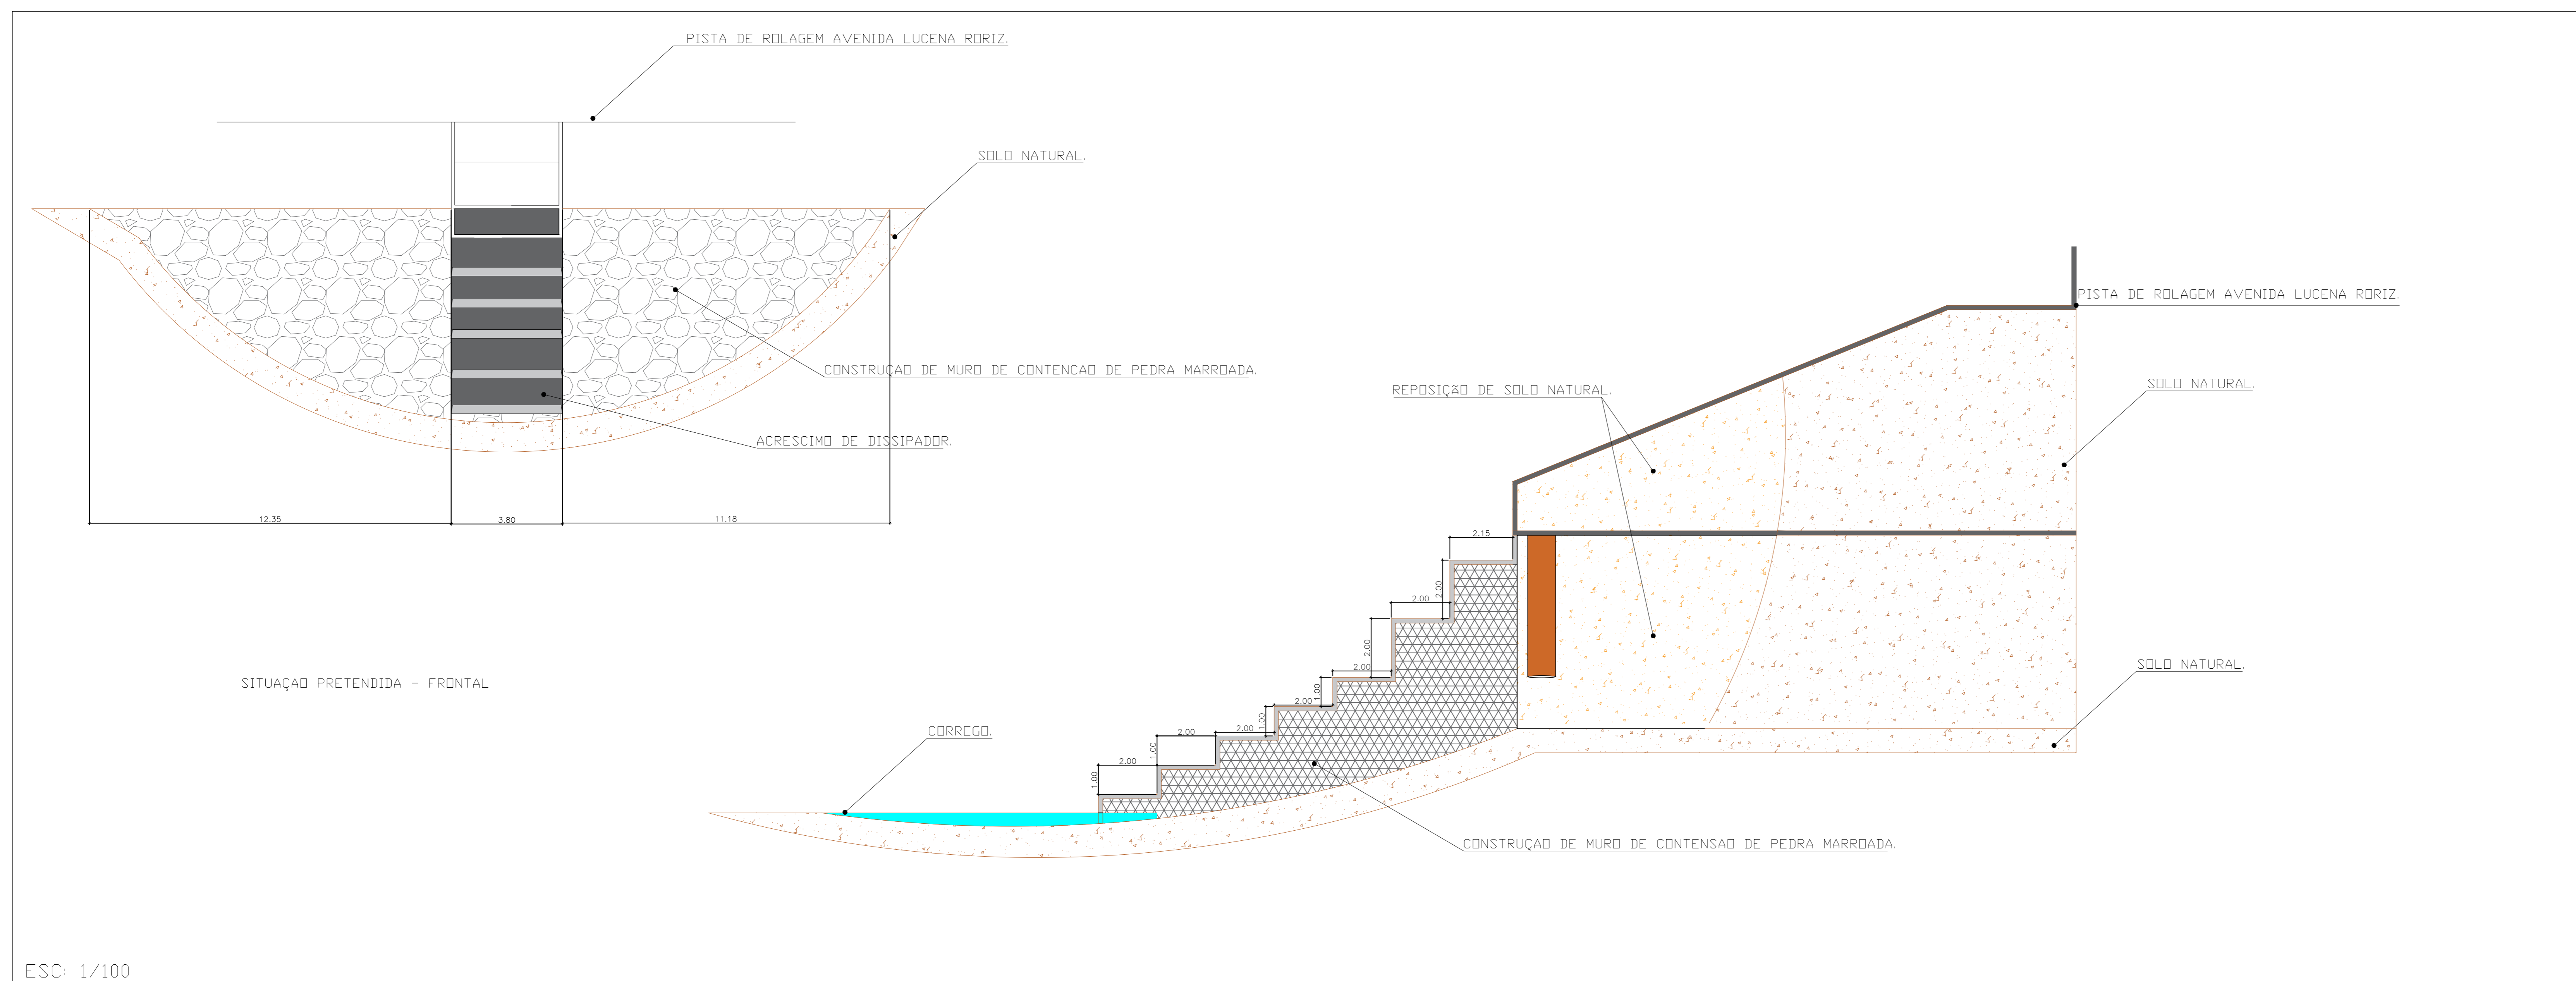 PISTA DE ROLAGEM AVENIDA LUCENA RORIZ.
SOLO NATURAL.
CONSTRUÇAO DE MURO DE CONTENCAO DE PEDRA MARROADA.
ACRESCIMO DE DISSIPADOR.
12.35
3.80
11.18
SITUAÇAO PRETENDIDA - FRONTAL
PISTA DE ROLAGEM AVENIDA LUCENA RORIZ.
REPOSIÇÃO DE SOLO NATURAL.
SOLO NATURAL.
2.15
2.00
2.00
2.00
2.00
1.00
2.00
1.00
2.00
2.00
1.00
2.00
1.00
SOLO NATURAL.
CORREGO.
CONSTRUÇAO DE MURO DE CONTENSAO DE PEDRA MARROADA.
ESC: 1/100